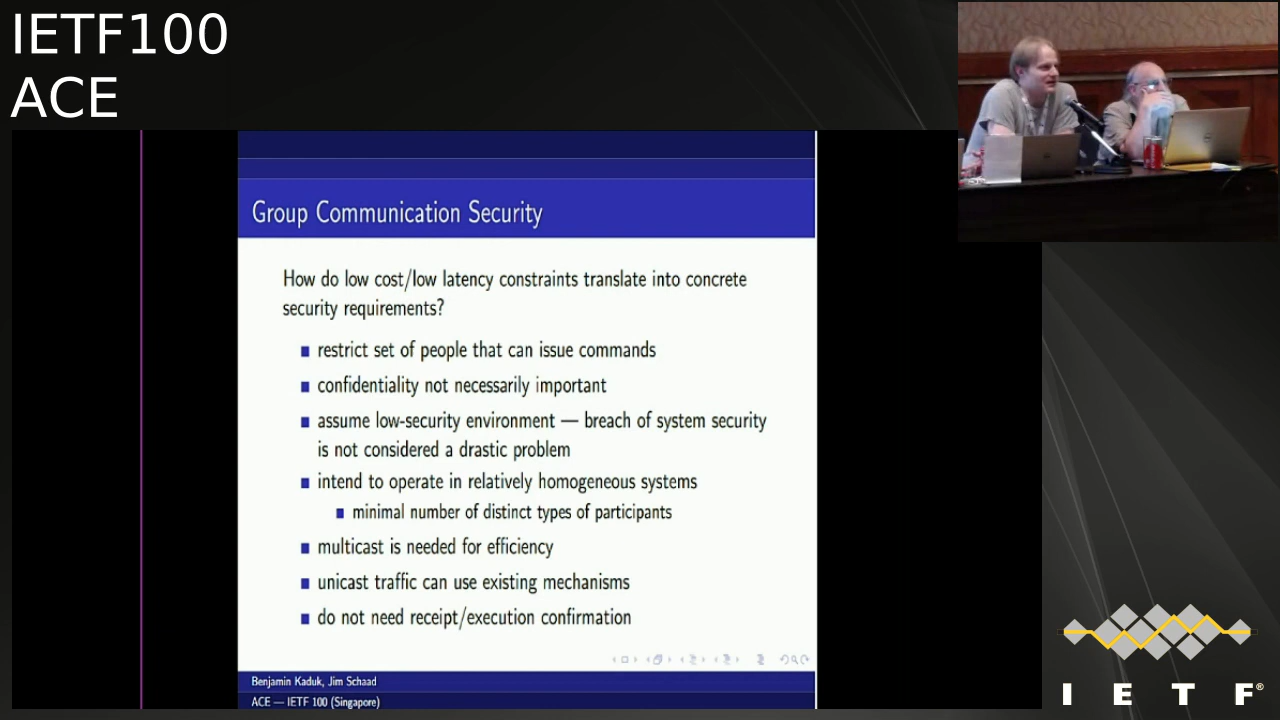 IETF100
ACE
Group Communication Security
How do low cost/low latency constraints translate into concrete
security requirements?
restrict set of people that can issue commands
confidentiality not necessarily important
assume low-security environment — breach of system security
is not considered a drastic problem
intend to operate in relatively homogeneous systems
minimal number of distinct types of participants
multicast is needed for efficiency
unicast traffic can use existing mechanisms
do not need receipt/execution confirmation
Benjamin Kaduk, Jim Schaad
ACE — IETF 100 (Singapore)
I E T F®